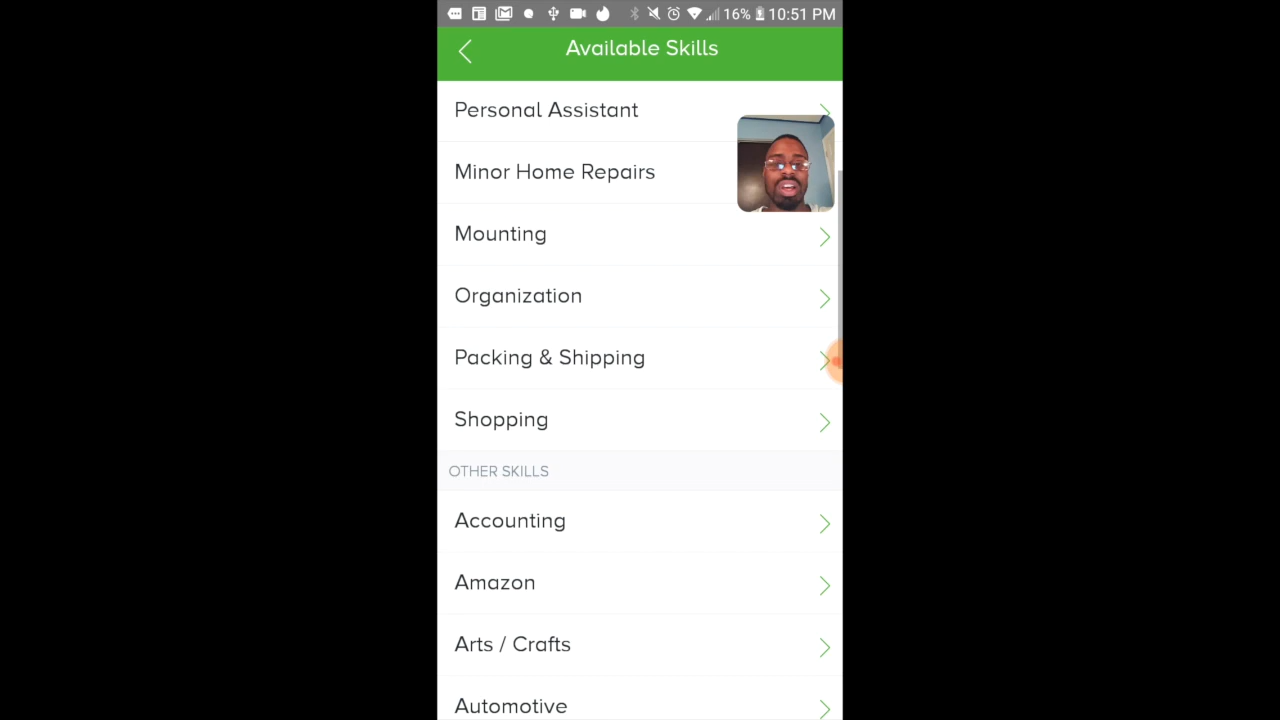 16% 10:51 PM
Available Skills
Personal Assistant
Minor Home Repairs
Mounting
Organization
Packing & Shipping
Shopping
OTHER SKILLS
Accounting
Amazon
Arts / Crafts
Automotive